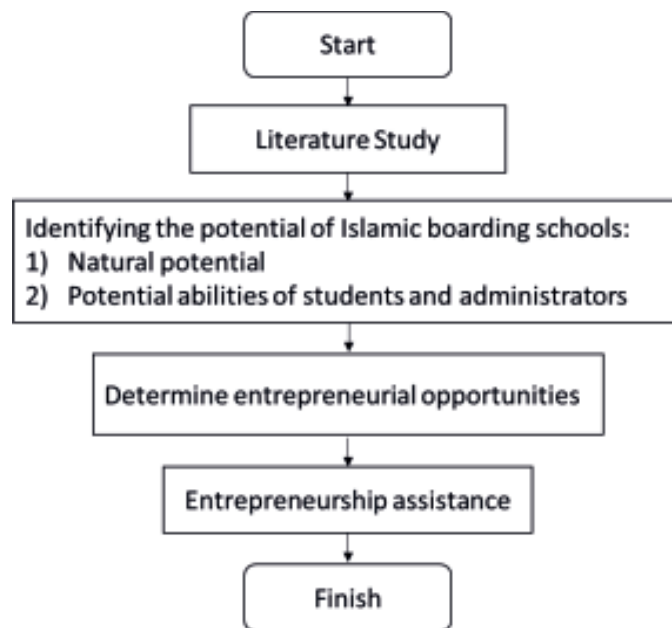 Start
Literature Study
Identifying the potential of Islamic boarding schools:
1) Natural potential
2) Potential abilities of students and administrators
Determine entrepreneurial opportunities
Entrepreneurship assistance
Finish